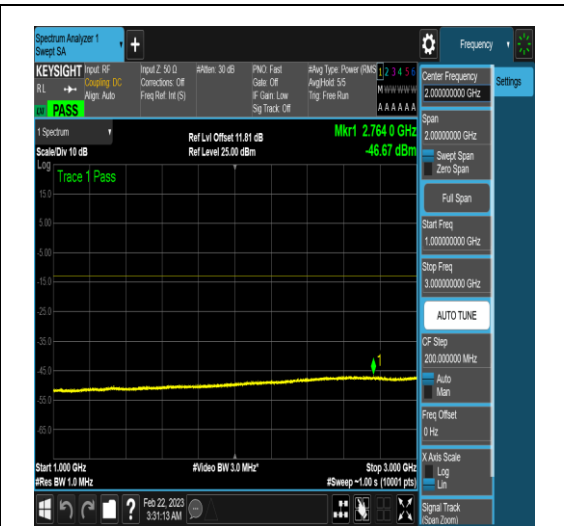 Spectrum Analyzer 1
Swept SA
+
Frequency
KEYSIGHT
Input: RF
Input Z: 50 Ω
#Atten: 30 dB
PNO: Fast
#Avg Type: Power (RMS
1 2 3 4 5 6
RL
Coupling: DC
Corrections: Off
Gate: Off
Avg|Hold: 5/5
M W W W W W
Align: Auto
Freq Ref: Int (S)
IF Gain: Low
Trig: Free Run
PASS
Sig Track: Off
A A A A A A
Center Frequency
2.000000000 GHz
Settings
Span
2.00000000 GHz
Swept Span
Zero Span
Full Span
Start Freq
1.000000000 GHz
Stop Freq
3.000000000 GHz
AUTO TUNE
CF Step
200.000000 MHz
Auto
Man
Freq Offset
0 Hz
X Axis Scale
Log
Lin
Signal Track
(Span Zoom)
1 Spectrum
Ref Lvl Offset 11.81 dB
Mkr1 2.764 0 GHz
Scale/Div 10 dB
Ref Level 25.00 dBm
-46.67 dBm
Log
Trace 1 Pass
15.0
5.00
-5.00
-15.0
-25.0
-35.0
1
-45.0
-55.0
-65.0
Start 1.000 GHz
#Video BW 3.0 MHz*
Stop 3.000 GHz
#Res BW 1.0 MHz
#Sweep ~1.00 s (10001 pts)
?
Feb 22, 2023
3:31:13 AM